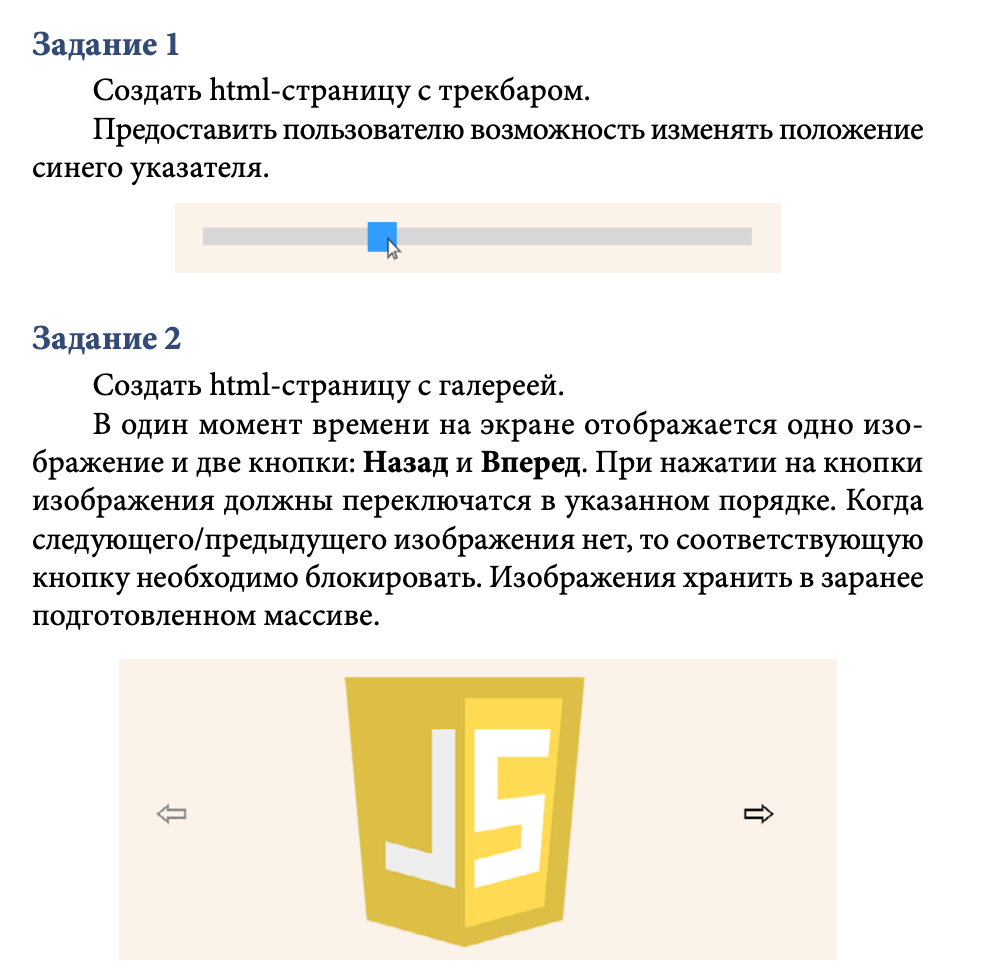 Задание 1
Создать html-страницу с трекбаром.
Предоставить пользователю возможность изменять положение
синего указателя.
Задание 2
Создать html-страницу с галереей.
В один момент времени на экране отображается одно изо-
бражение и две кнопки: Назад и Вперед. При нажатии на кнопки
изображения должны переключатся в указанном порядке. Когда
следующего/предыдущего изображения нет, то соответствующую
кнопку необходимо блокировать. Изображения хранить в заранее
подготовленном массиве.
JS